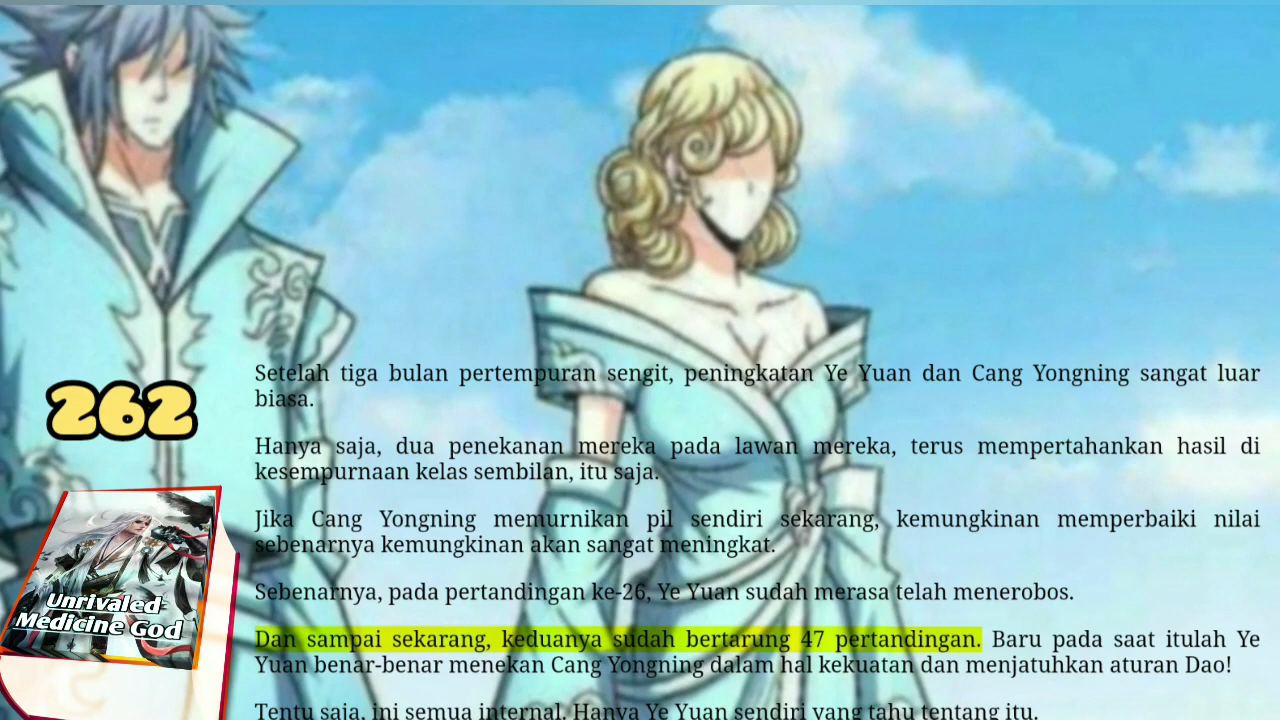 Setelah tiga bulan pertempuran sengit, peningkatan Ye Yuan dan Cang Yongning sangat luar
biasa.
Hanya saja, dua penekanan mereka pada lawan mereka, terus mempertahankan hasil di
kesempurnaan kelas sembilan, itu saja.
Jika Cang Yongning memurnikan pil sendiri sekarang, kemungkinan memperbaiki nilai
sebenarnya kemungkinan akan sangat meningkat.
Sebenarnya, pada pertandingan ke-26, Ye Yuan sudah merasa telah menerobos.
Dan sampai sekarang, keduanya sudah bertarung 47 pertandingan. Baru pada saat itulah Ye
Yuan benar-benar menekan Cang Yongning dalam hal kekuatan dan menjatuhkan aturan Dao!
Tentu saja, ini semua internal. Hanya Ye Yuan sendiri yang tahu tentang itu.
262
Unrivaled
Medicine God